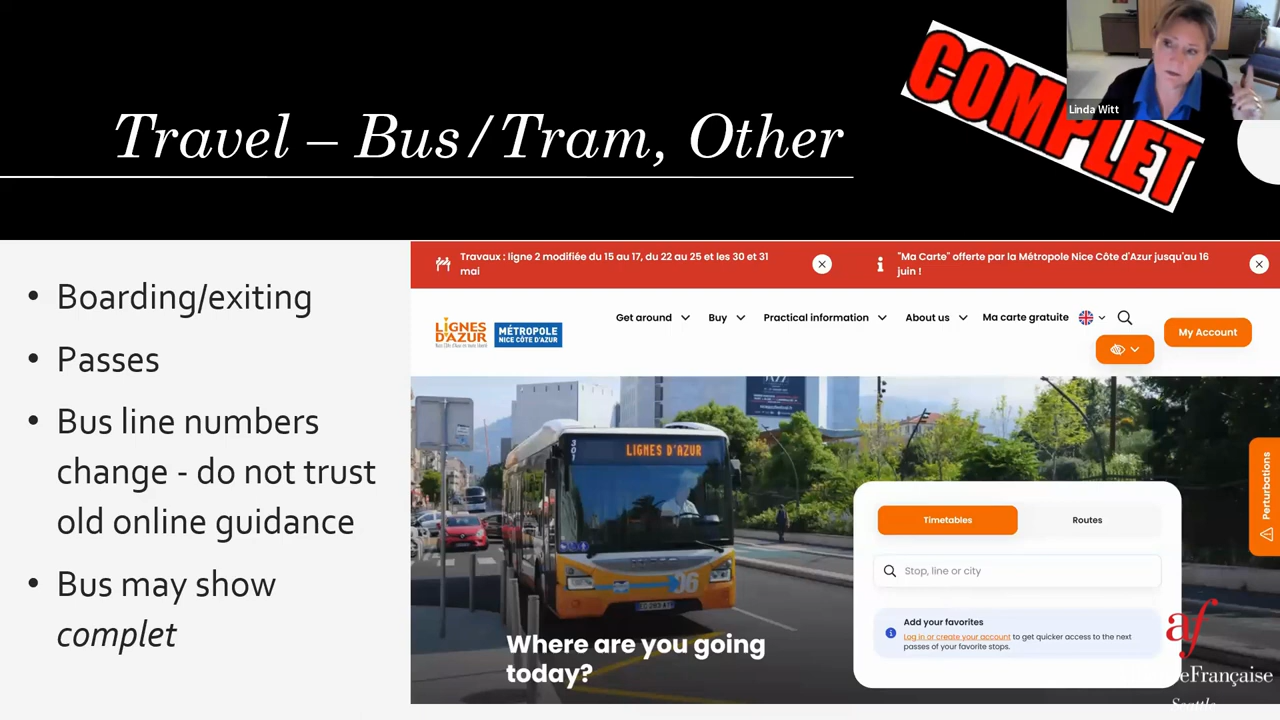 COMPLET
Linda Witt
Travel – Bus/Tram, Other
Boarding/exiting
Passes
Bus line numbers
change - do not trust
old online guidance
Bus may show
complet
Travaux : ligne 2 modifiée du 15 au 17, du 22 au 25 et les 30 et 31
mai
"Ma Carte" offerte par la Métropole Nice Côte d'Azur jusqu'au 16
juin !
LIGNES
D'AZUR
MÉTROPOLE
NICE CÔTE D'AZUR
Get around
Buy
Practical information
About us
Ma carte gratuite
My Account
301
LIGNES D'AZUR
Perturbations
Timetables
Routes
Stop, line or city
Add your favorites
Log in or create your account to get quicker access to the next
passes of your favorite stops.
Where are you going
today?
af
eFrançaise
Seattle